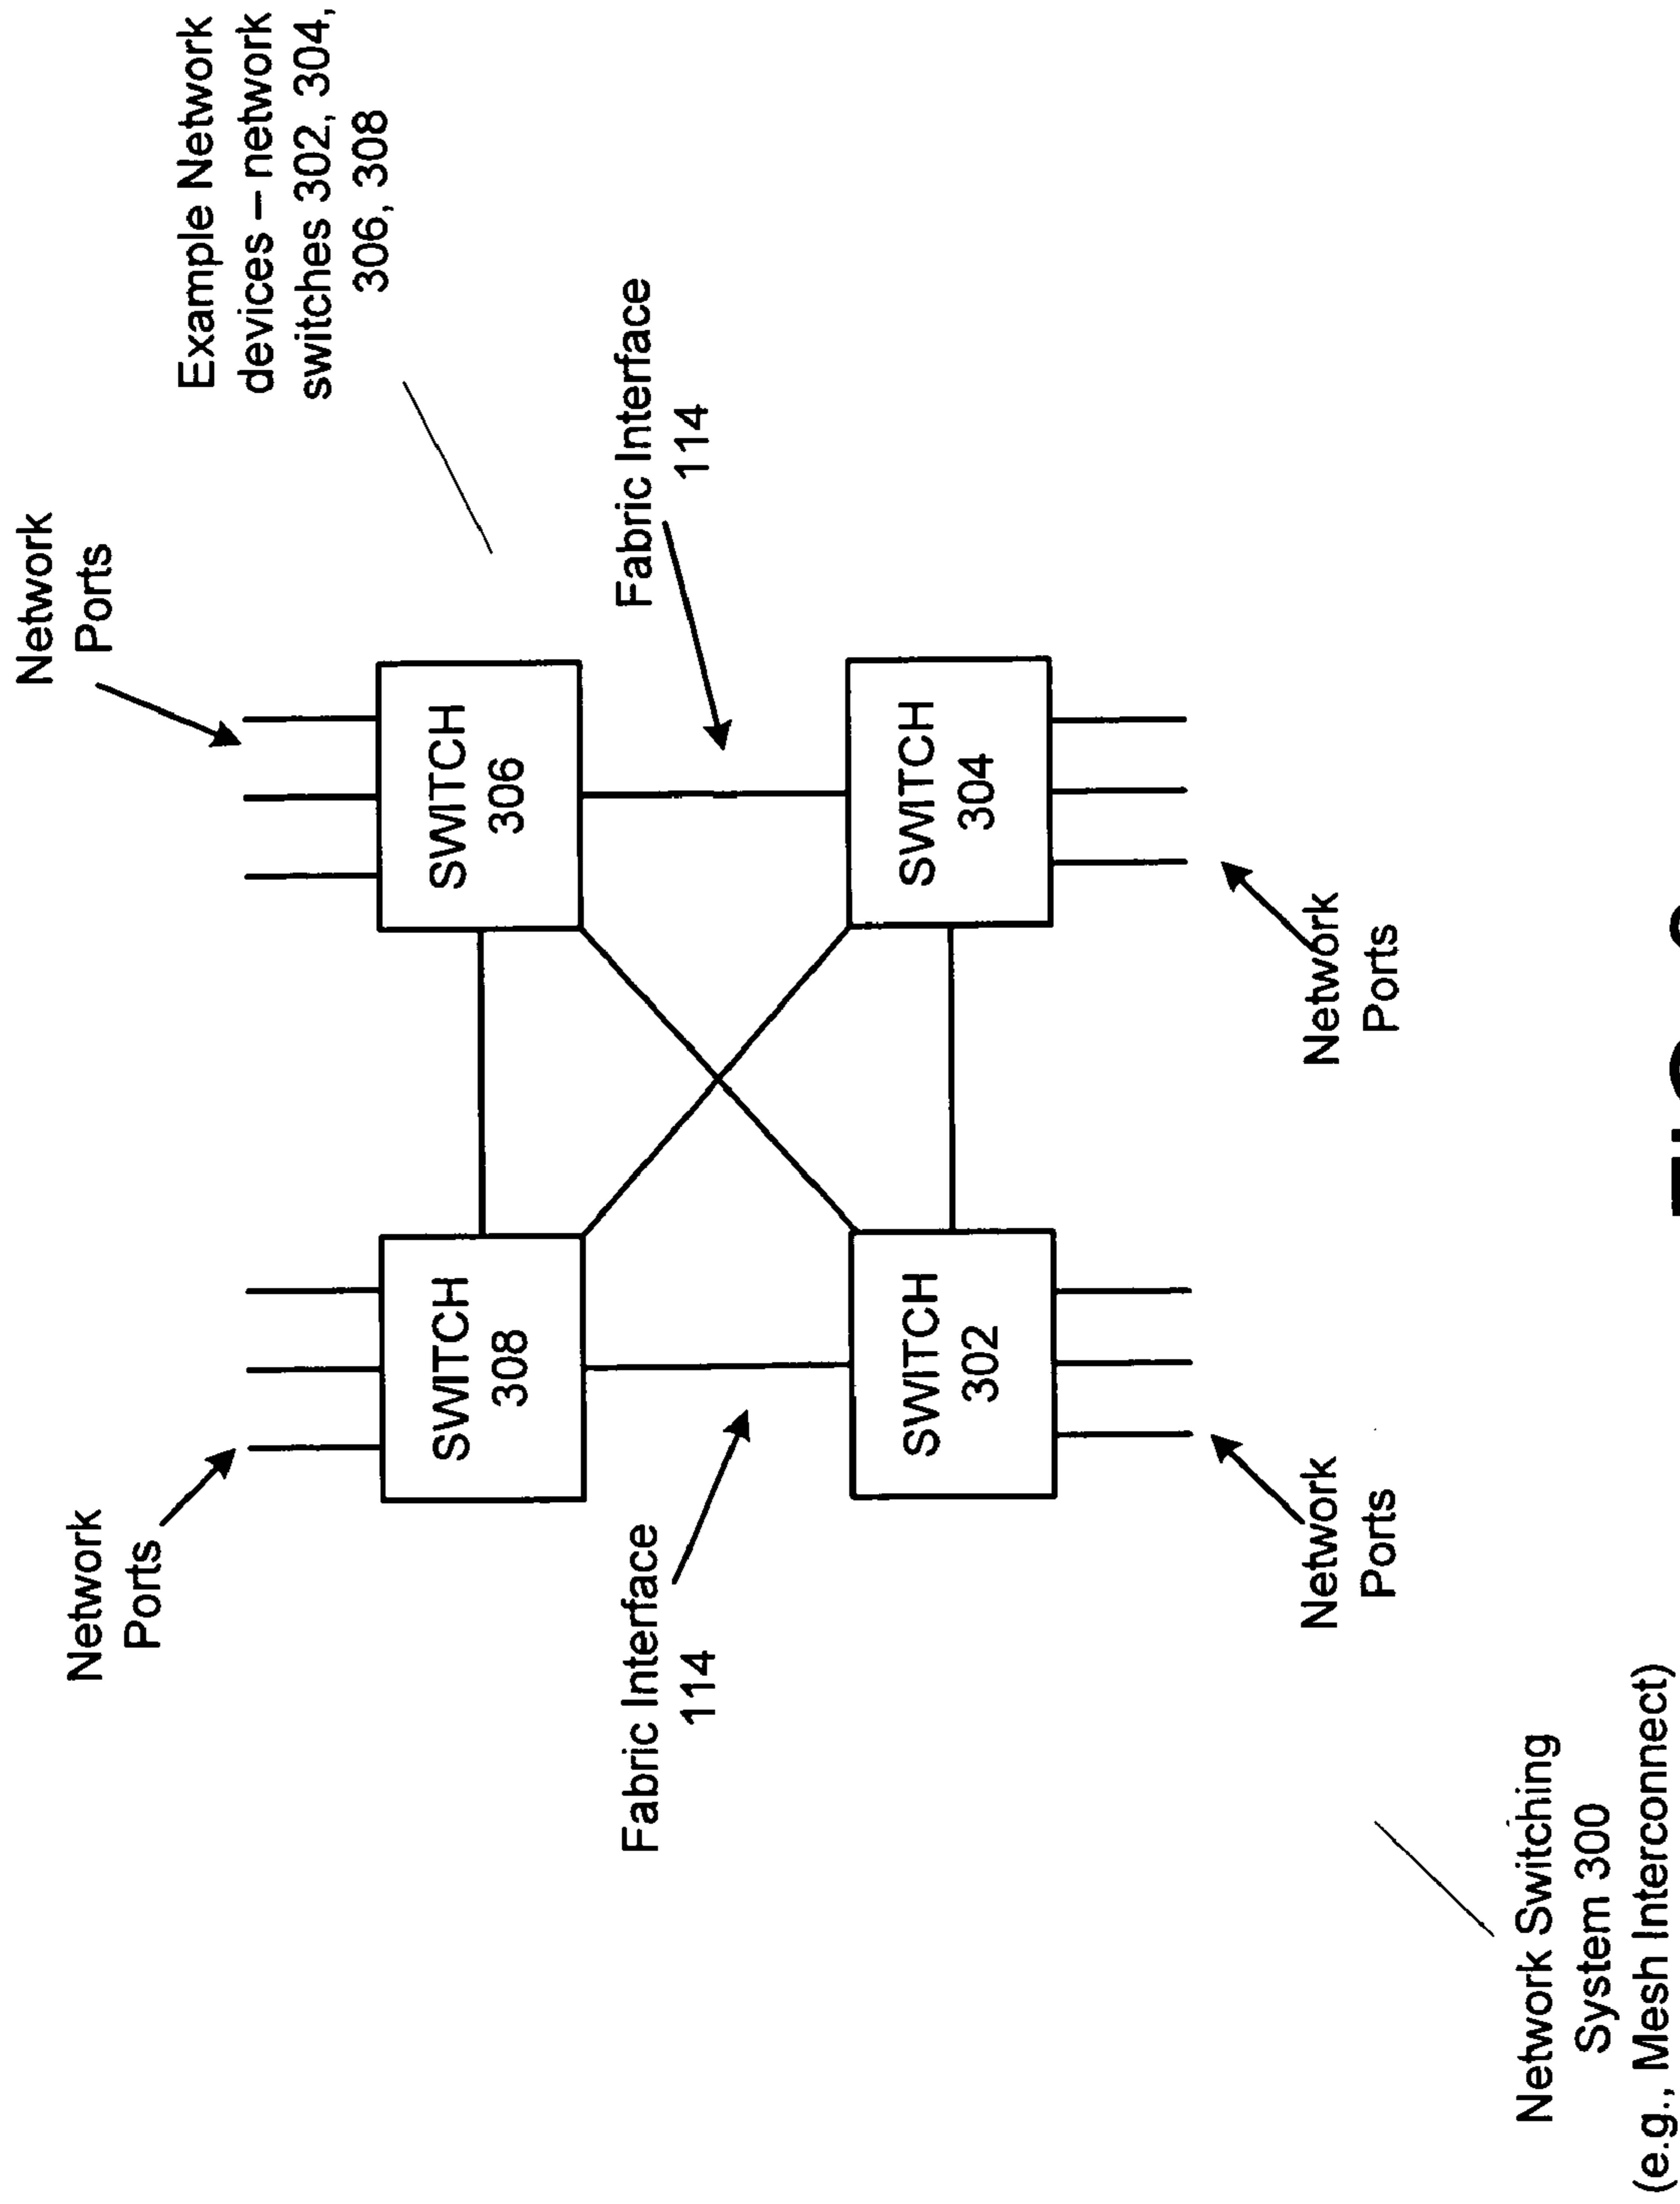 Example Network
devices – network
switches 302, 304,
306, 308
Network
Ports
Network
Ports
SWITCH
308
SWITCH
306
Fabric Interface
114
Fabric Interface
114
SWITCH
302
SWITCH
304
Network
Ports
Network
Ports
Network Switching
System 300
(e.g., Mesh Interconnect)